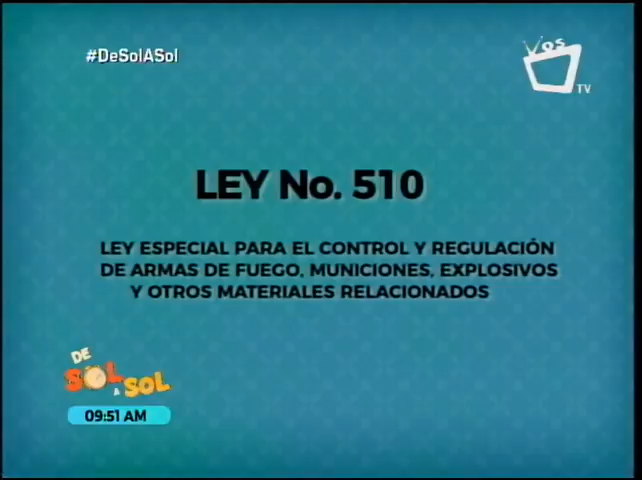 #DeSolASol
Vos
TV
LEY No. 510
LEY ESPECIAL PARA EL CONTROL Y REGULACIÓN
DE ARMAS DE FUEGO, MUNICIONES, EXPLOSIVOS
Y OTROS MATERIALES RELACIONADOS
DE
SOL
A SOL
09:51 AM